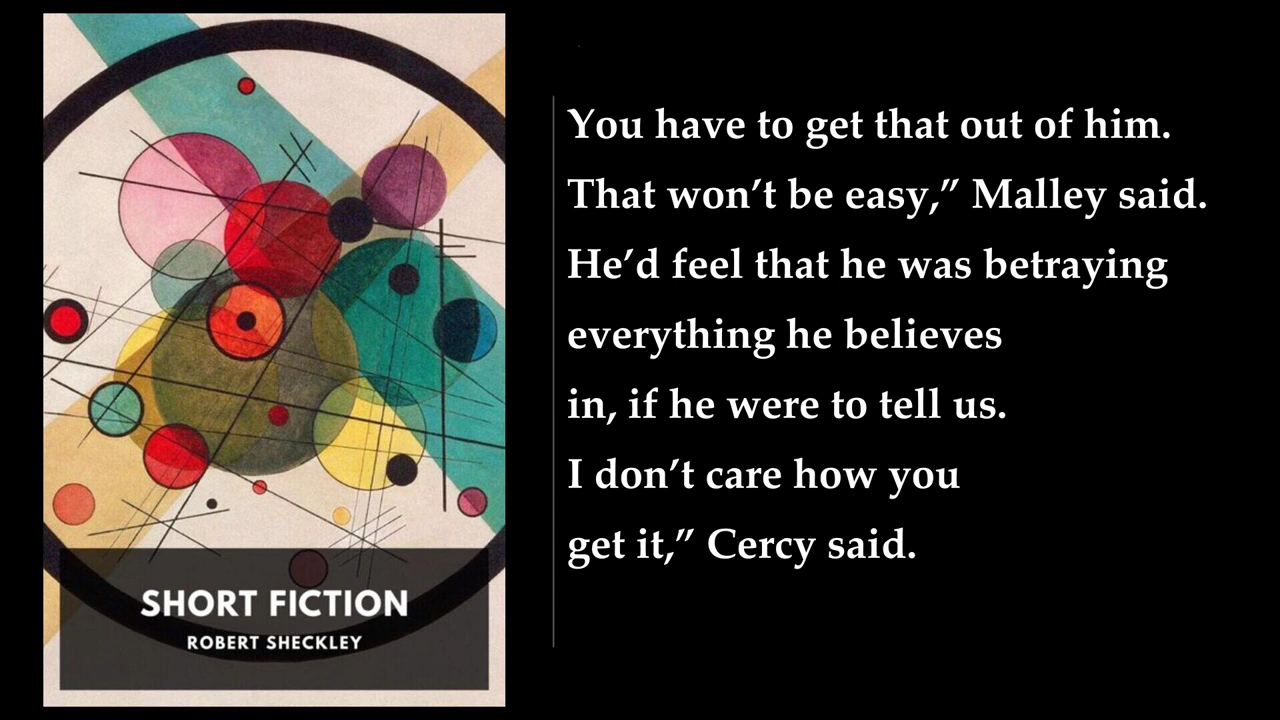 You have to get that out of him.
That won’t be easy,” Malley said.
He’d feel that he was betraying
everything he believes
in, if he were to tell us.
I don’t care how you
get it,” Cercy said.
SHORT FICTION
ROBERT SHECKLEY